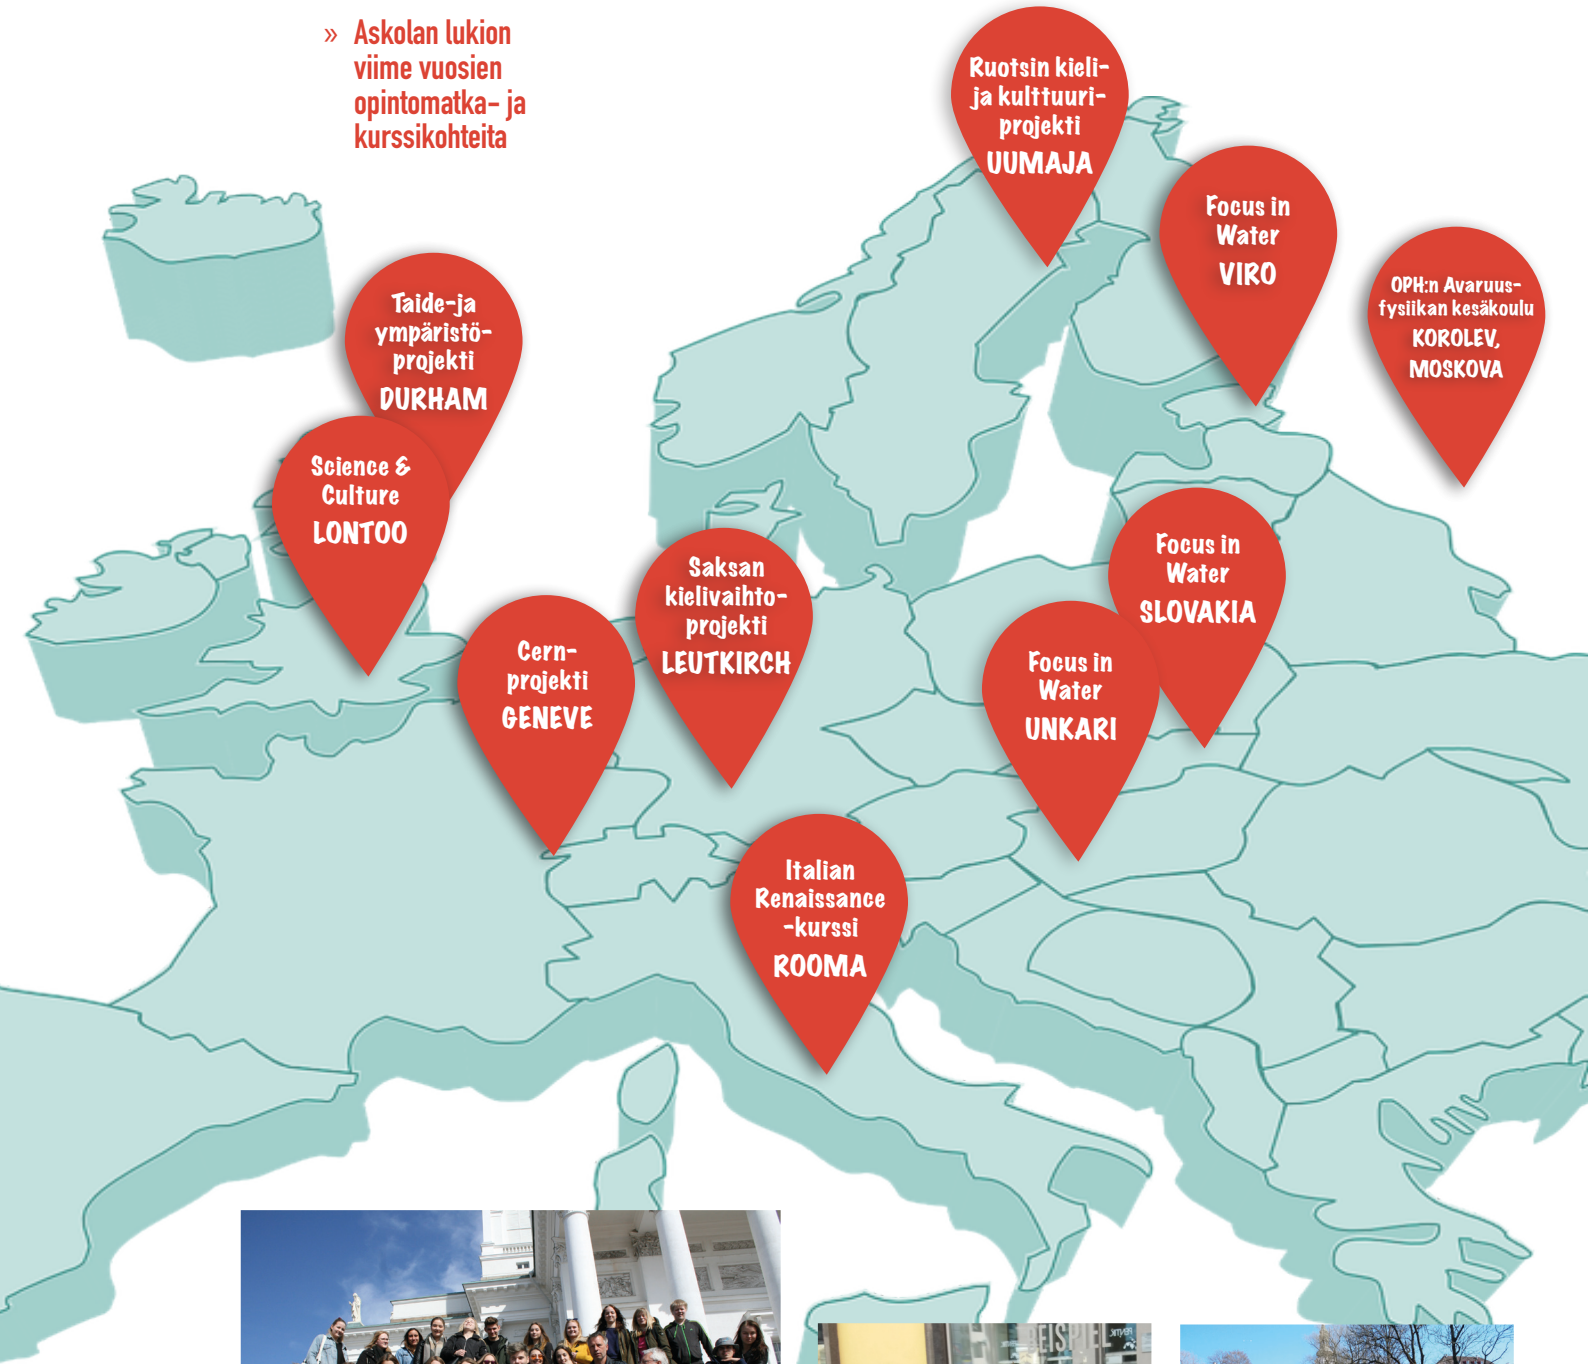 » Askolan lukion
viime vuosien
opintomatka- ja
kurssikohteita
Ruotsin kieli-
ja kulttuuri-
projekti
UUMAJA
Focus in
Water
VIRO
OPH:n Avaruus-
fysiikan kesäkoulu
KOROLEV,
MOSKOVA
Taide-ja
ympäristö-
projekti
DURHAM
Science &
Culture
LONTOO
Saksan
kielivaihto-
projekti
LEUTKIRCH
Focus in
Water
SLOVAKIA
Cern-
projekti
GENEVE
Focus in
Water
UNKARI
Italian
Renaissance
-kurssi
ROOMA
BEISPIEL